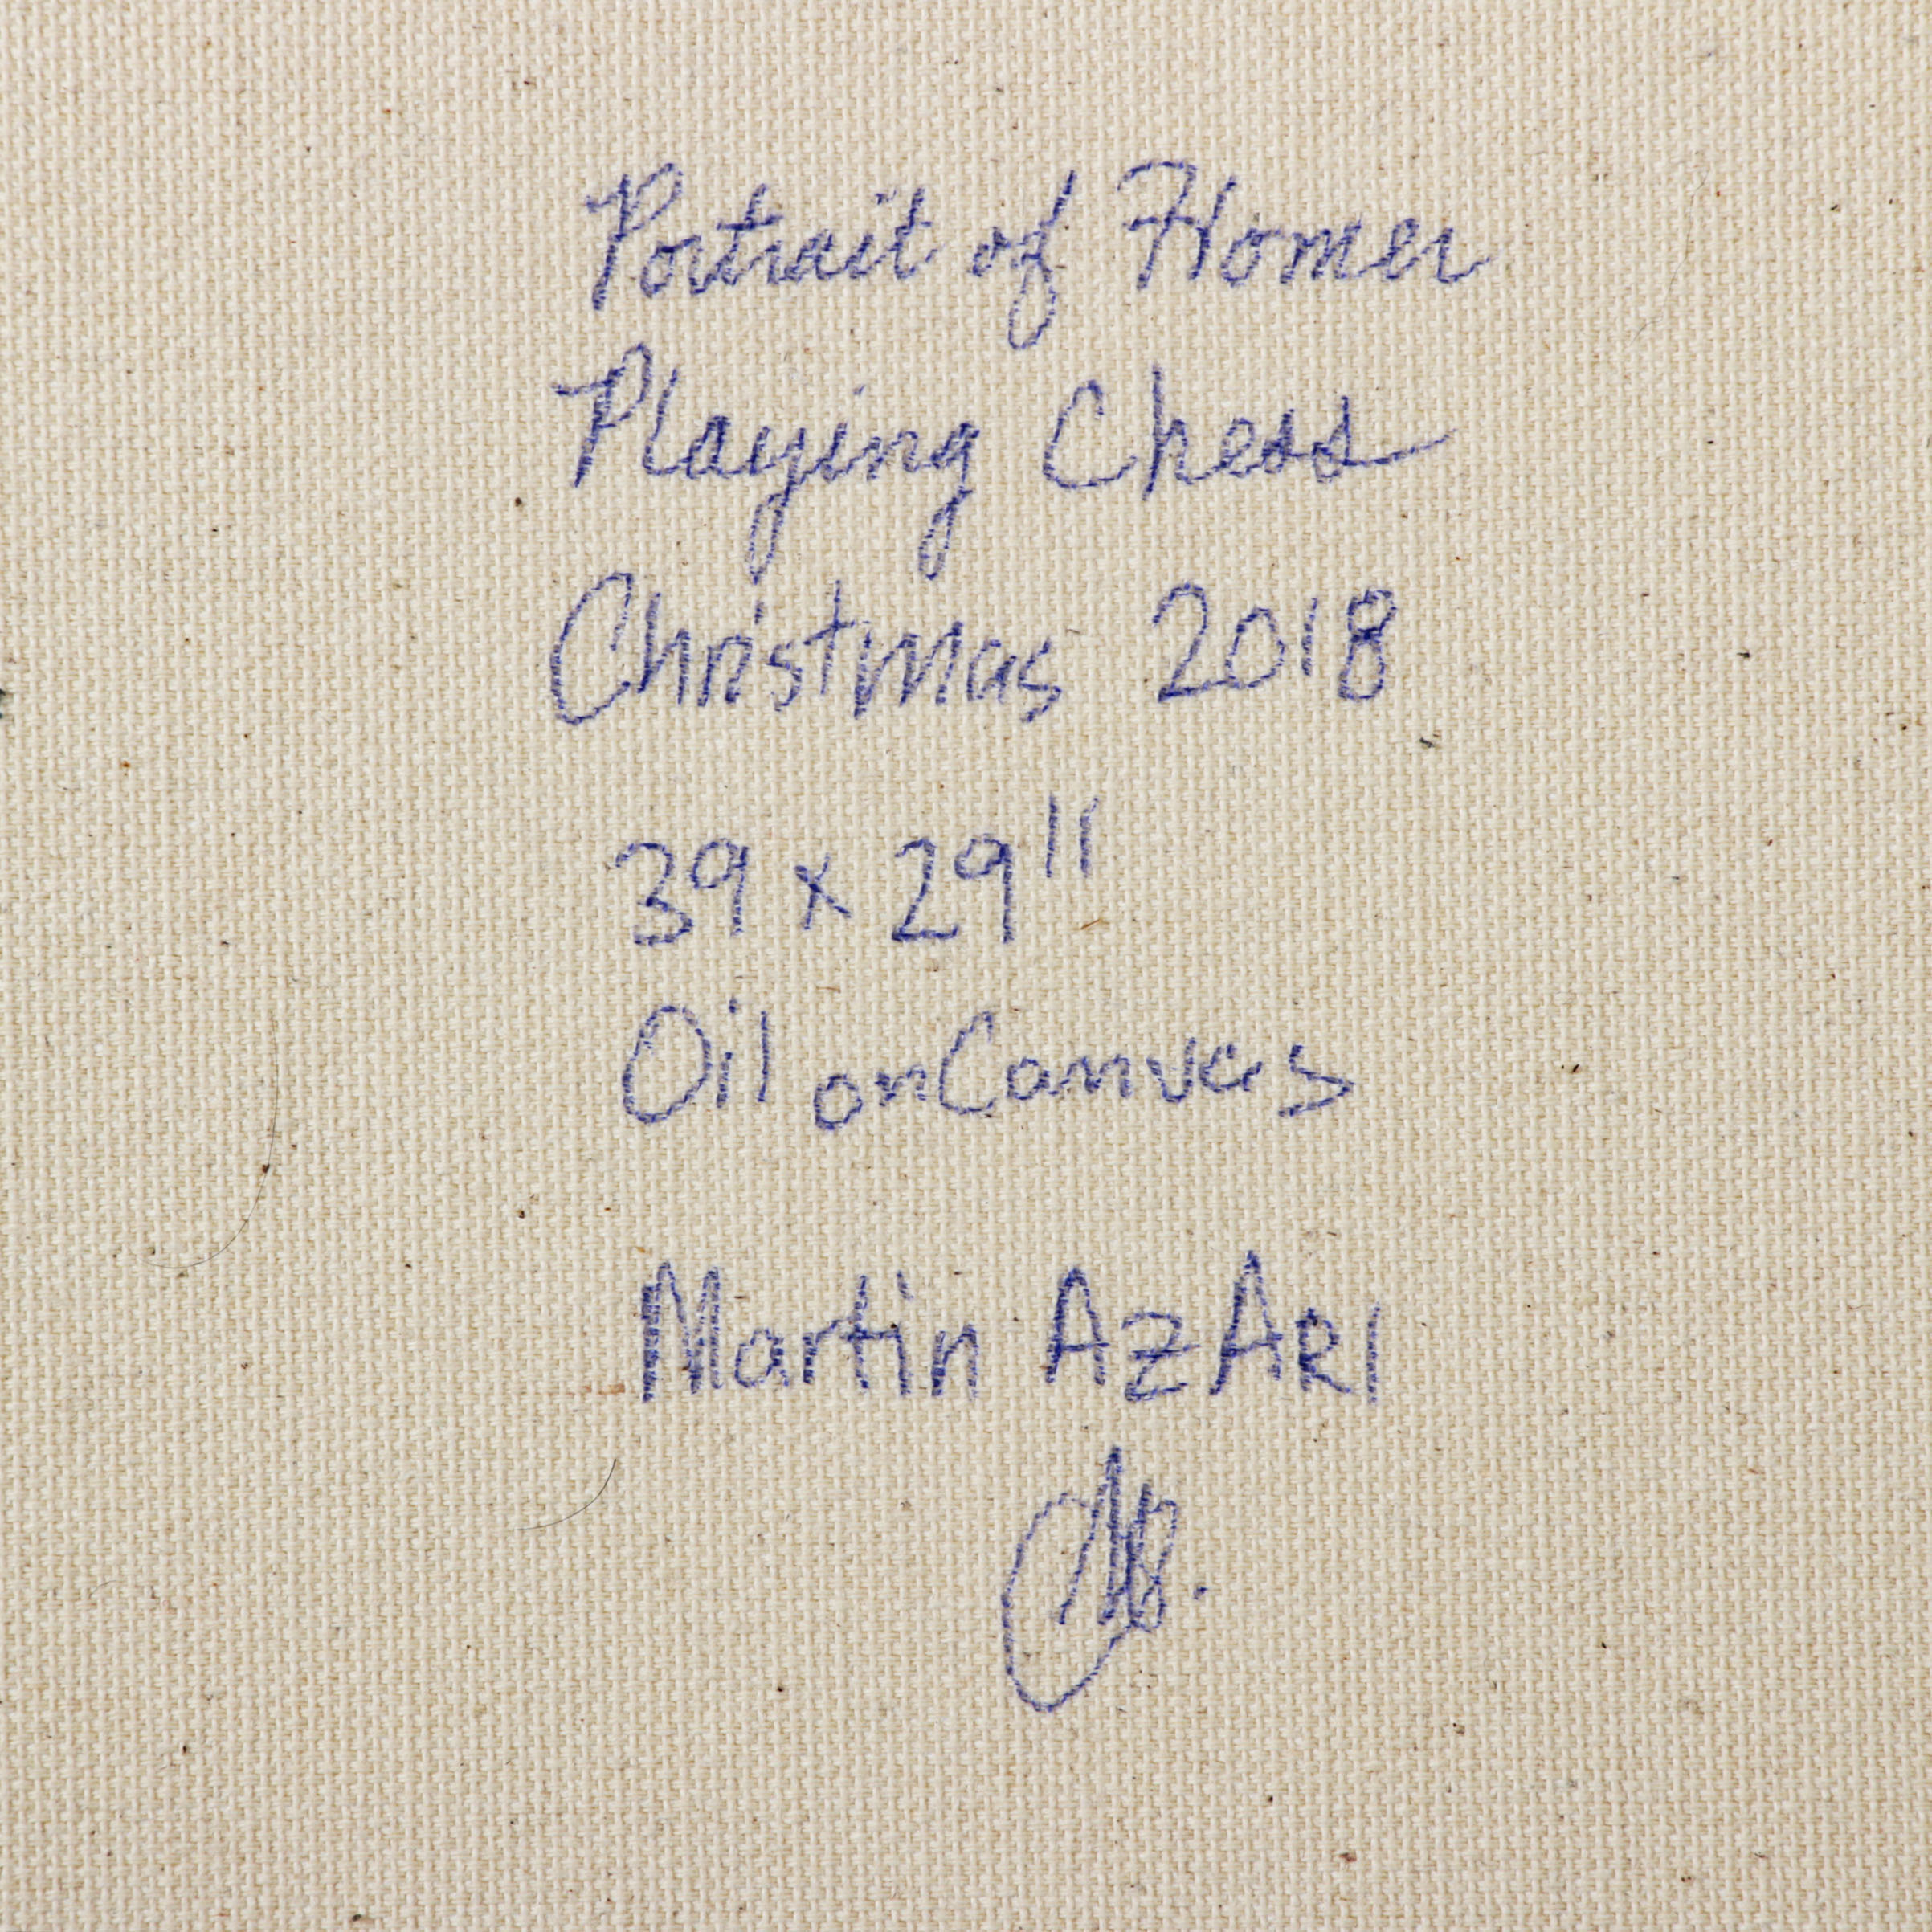 Portrait of Homer
Playing Chess
Christmas 2018
39 x 29"
Oil on Canvas
Martin AZARI